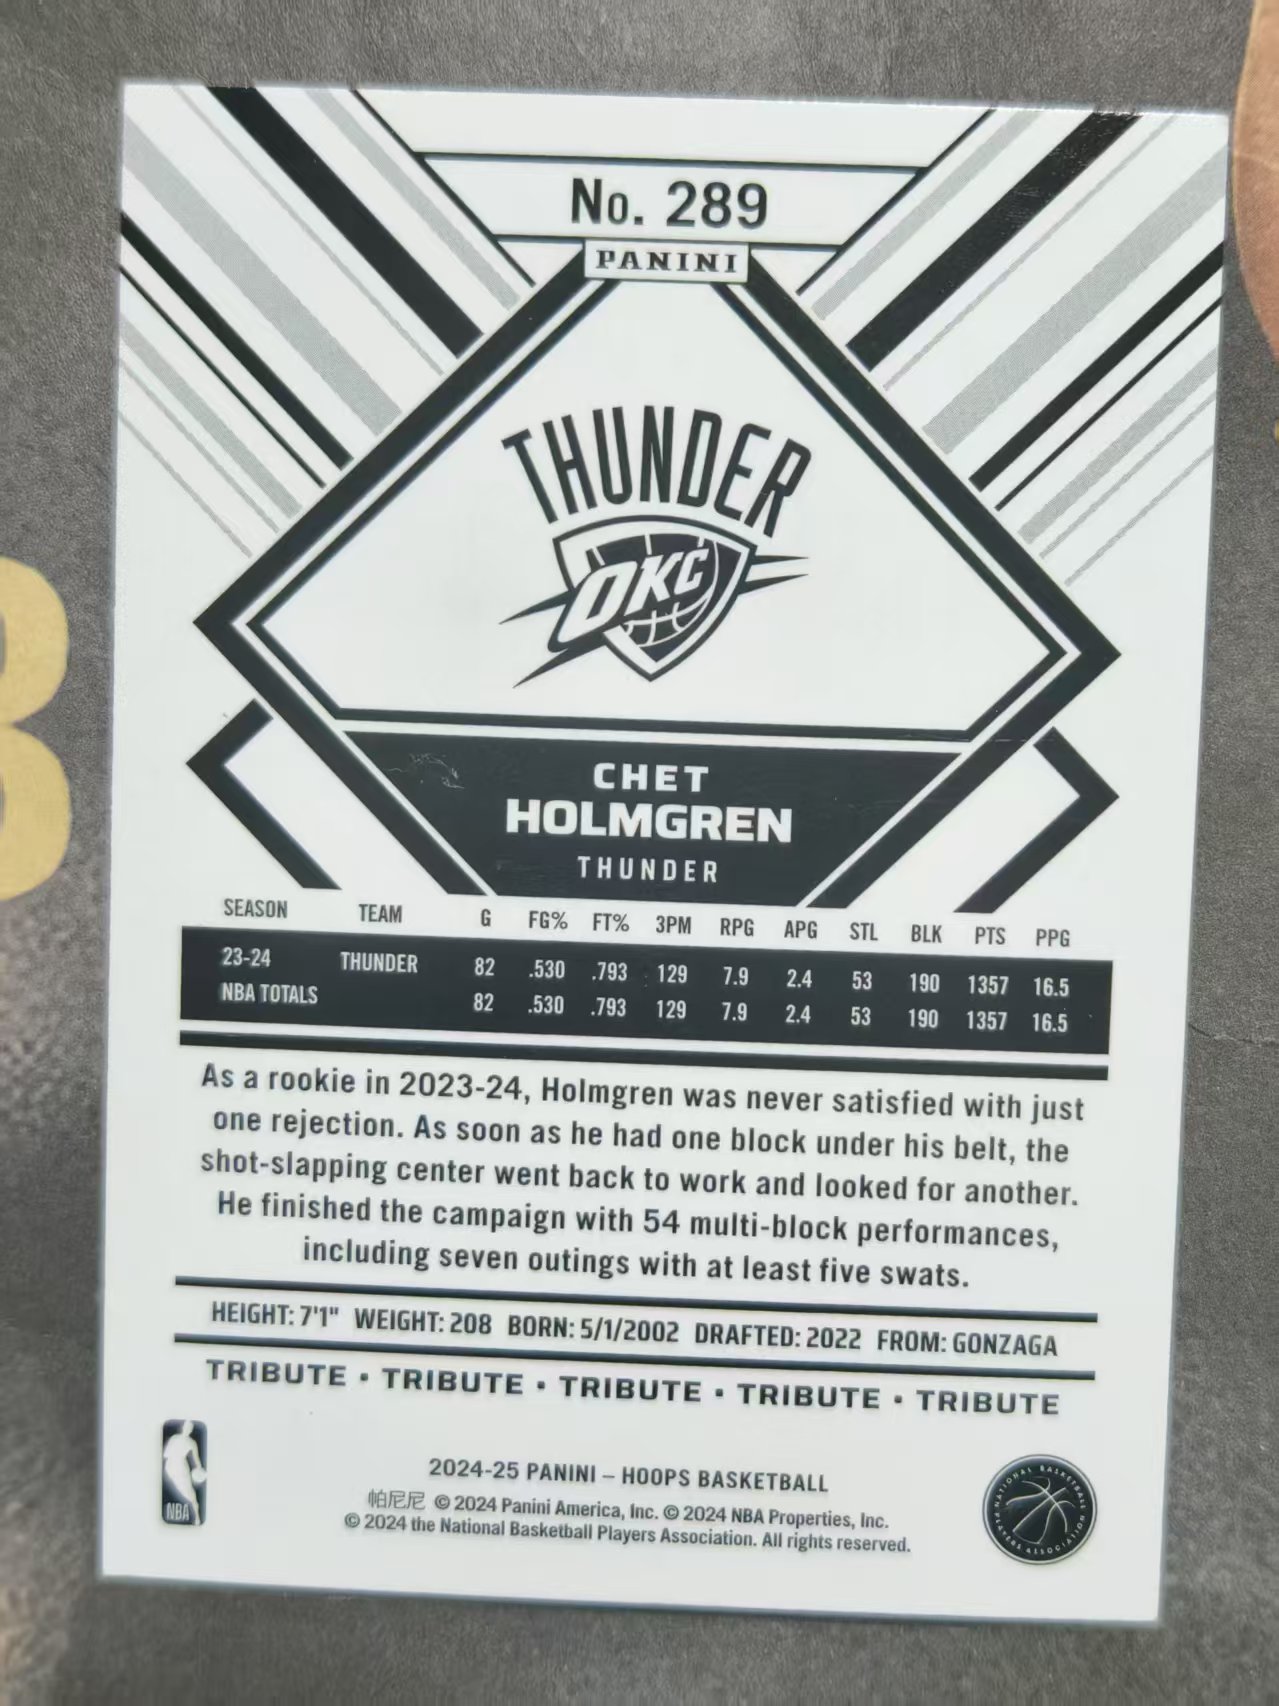 No. 289
PANINI
THUNDER
OKC
CHET
HOLMGREN
THUNDER
SEASON TEAM G FG% FT% 3PM RPG APG STL BLK PTS PPG
23-24 THUNDER 82 .530 .793 129 7.9 2.4 53 190 1357 16.5
NBA TOTALS 82 .530 .793 129 7.9 2.4 53 190 1357 16.5
As a rookie in 2023-24, Holmgren was never satisfied with just
one rejection. As soon as he had one block under his belt, the
shot-slapping center went back to work and looked for another.
He finished the campaign with 54 multi-block performances,
including seven outings with at least five swats.
HEIGHT: 7'1" WEIGHT: 208 BORN: 5/1/2002 DRAFTED: 2022 FROM: GONZAGA
TRIBUTE • TRIBUTE • TRIBUTE • TRIBUTE • TRIBUTE
2024-25 PANINI – HOOPS BASKETBALL
帕尼尼 © 2024 Panini America, Inc. © 2024 NBA Properties, Inc.
© 2024 the National Basketball Players Association. All rights reserved.
NBA
NATIONAL BASKETBALL
PLAYERS ASSOCIATION